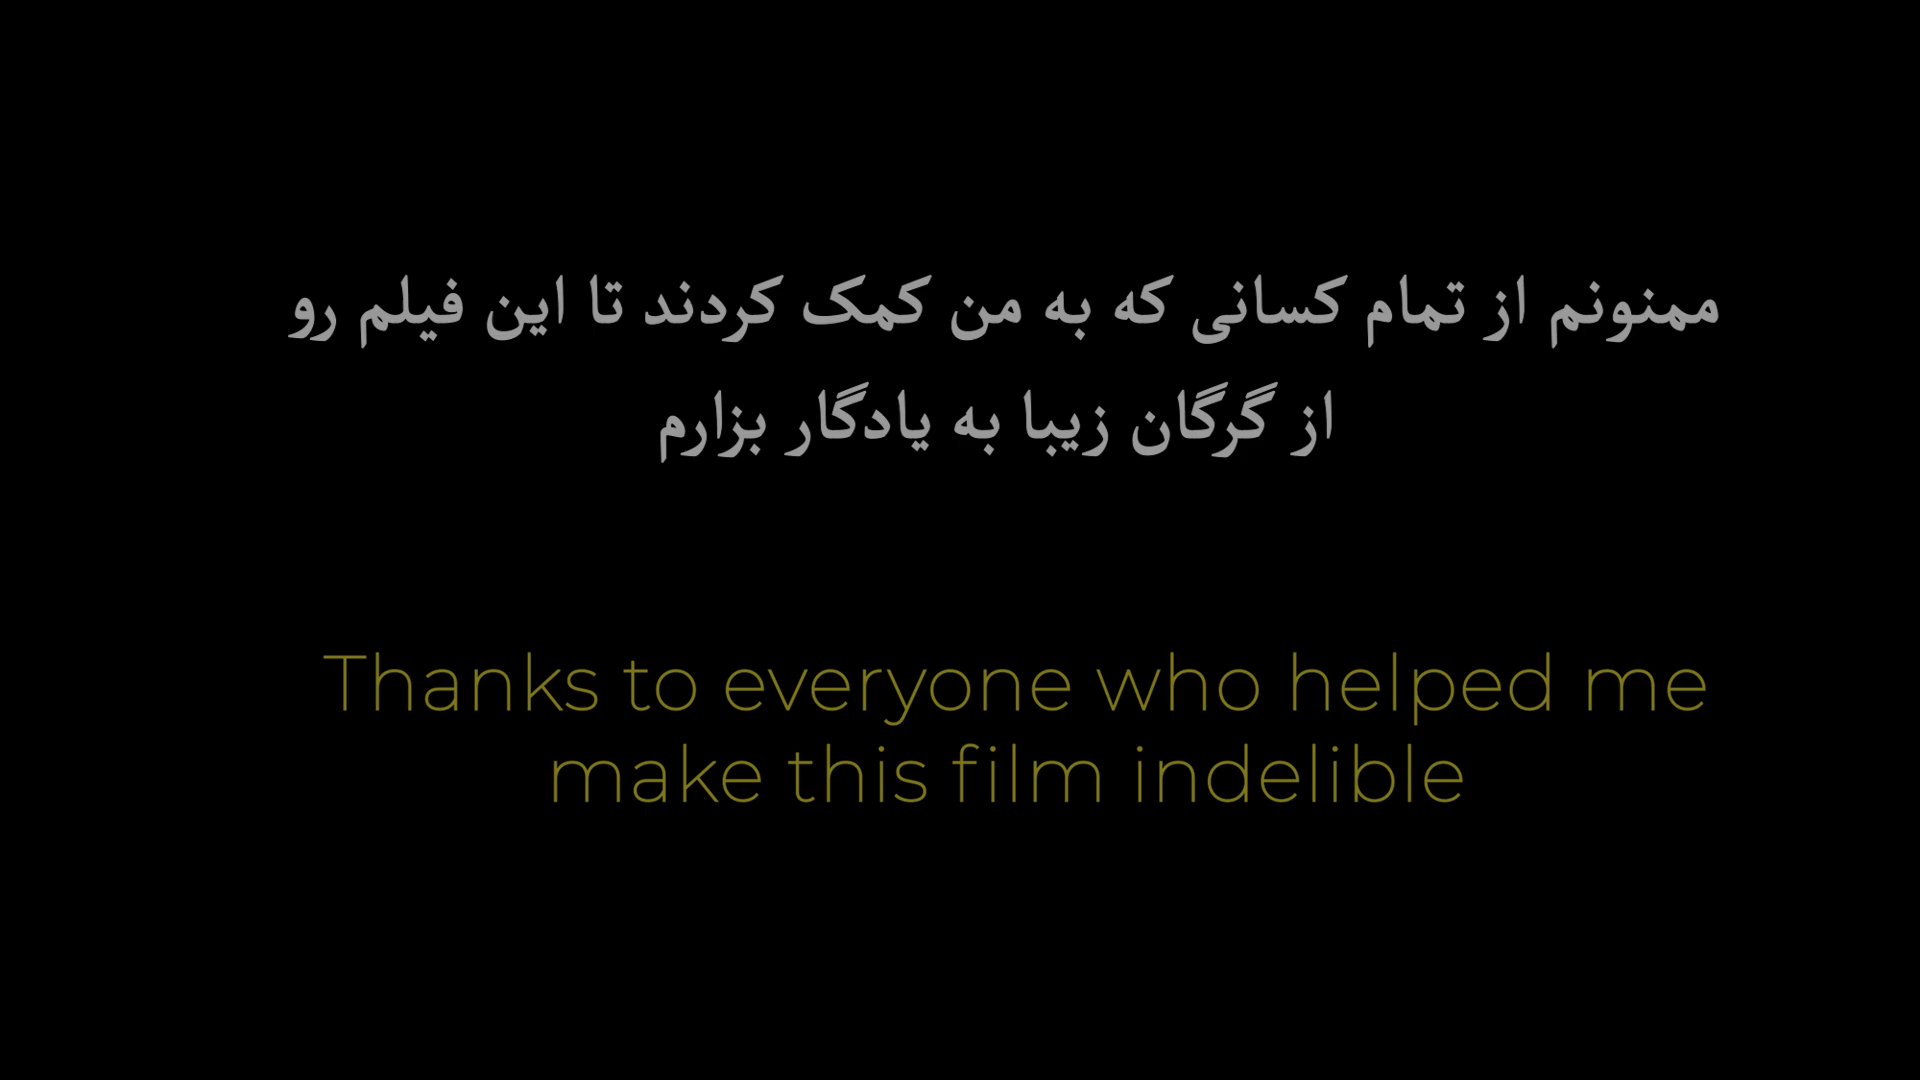 ممنونم از تمام کسانی که به من کمک کردند تا این فیلم رو
از گرگان زیبا به یادگار بزارم
Thanks to everyone who helped me
make this film indelible